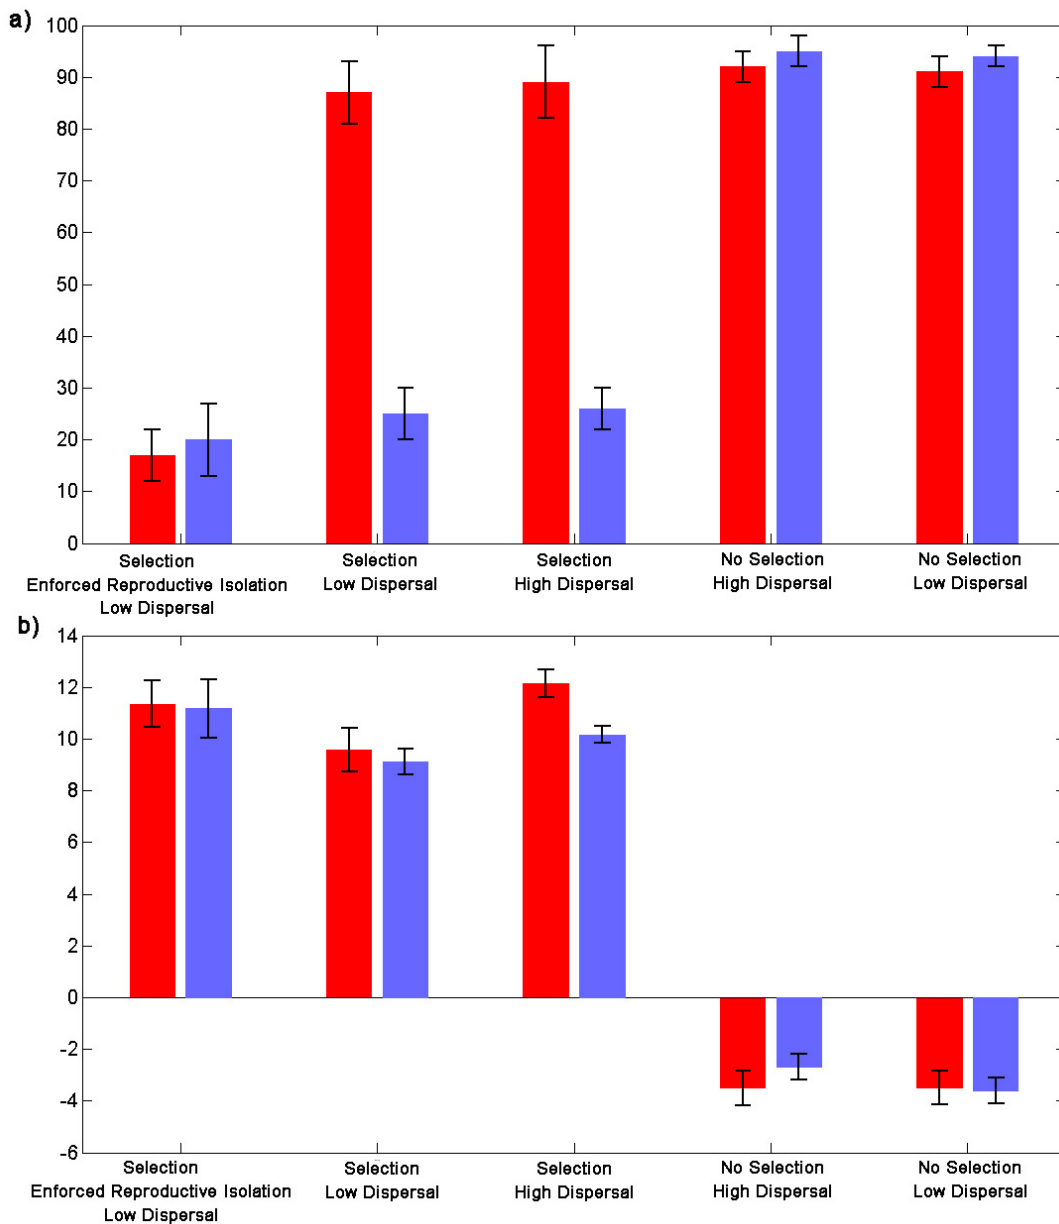 a)
100
90
80
70
60
50
40
30
20
10
0
Selection
Enforced Reproductive Isolation
Low Dispersal
Selection
Low Dispersal
Selection
High Dispersal
No Selection
High Dispersal
No Selection
Low Dispersal
b)
14
12
10
8
6
4
2
0
-2
-4
-6
Selection
Enforced Reproductive Isolation
Low Dispersal
Selection
Low Dispersal
Selection
High Dispersal
No Selection
High Dispersal
No Selection
Low Dispersal